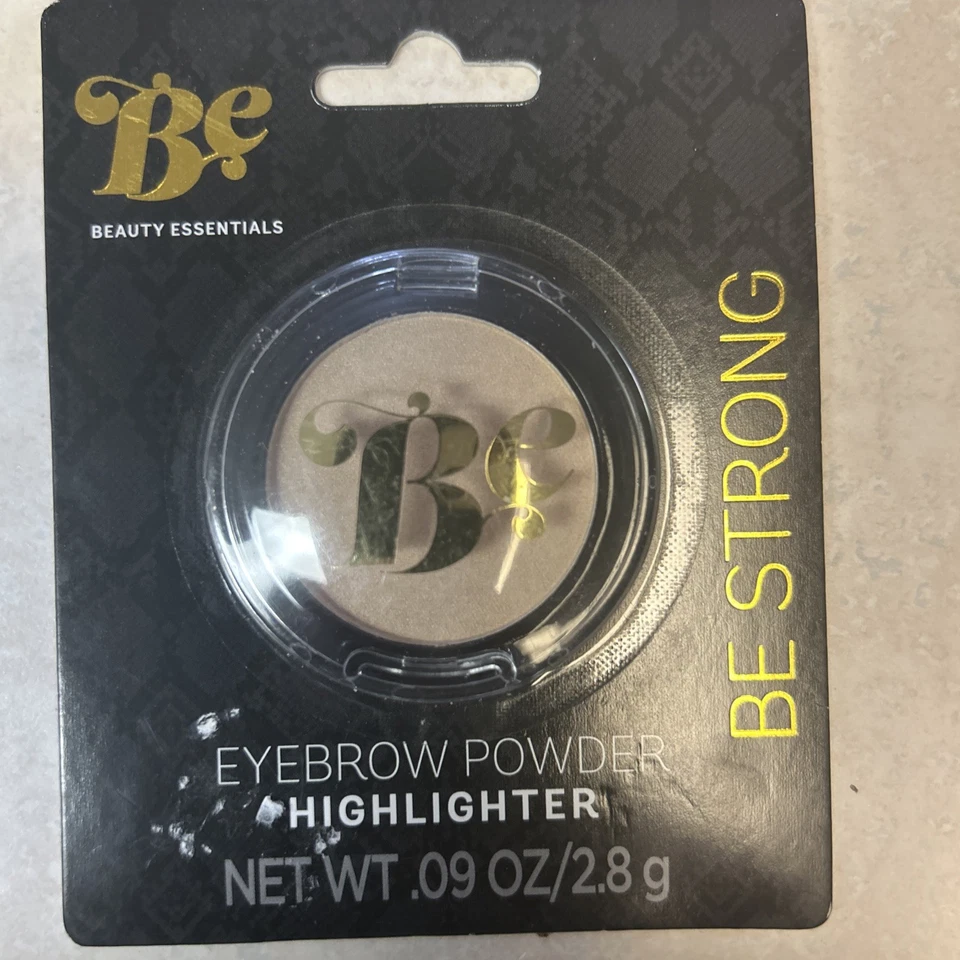 Be
BEAUTY ESSENTIALS
Be
BE STRONG
EYEBROW POWDER
HIGHLIGHTER
NET WT .09 OZ/2.8 g